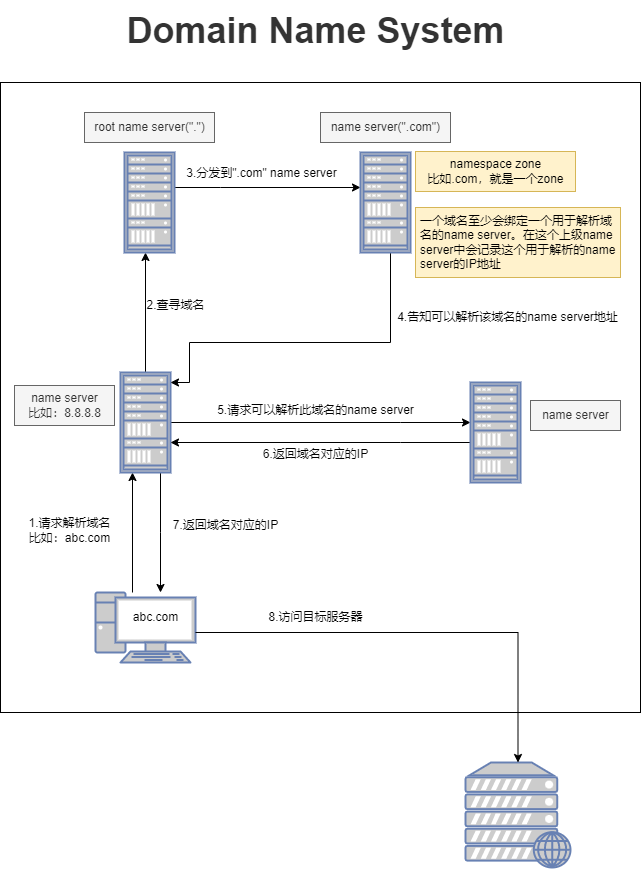 Domain Name System
root name server(".")
name server(".com")
3.分发到".com" name server
namespace zone
比如.com，就是一个zone
一个域名至少会绑定一个用于解析域
名的name server。在这个上级name
server中会记录这个用于解析的name
server的IP地址
2.查寻域名
4.告知可以解析该域名的name server地址
name server
比如：8.8.8.8
5.请求可以解析此域名的name server
name server
6.返回域名对应的IP
1.请求解析域名
比如：abc.com
7.返回域名对应的IP
abc.com
8.访问目标服务器